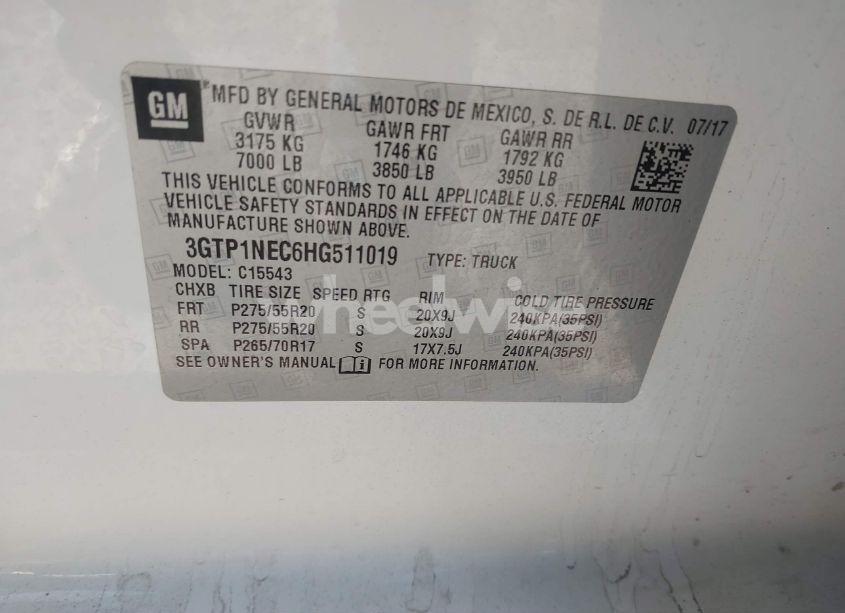 GM
MFD BY GENERAL MOTORS DE MEXICO, S. DE R.L. DE C.V. 07/17
GVWR GAWR FRT GAWR RR
3175 KG 1746 KG 1792 KG
7000 LB 3850 LB 3950 LB
THIS VEHICLE CONFORMS TO ALL APPLICABLE U.S. FEDERAL MOTOR
VEHICLE SAFETY STANDARDS IN EFFECT ON THE DATE OF
MANUFACTURE SHOWN ABOVE.
3GTP1NEC6HG511019 TYPE: TRUCK
MODEL: C15543
CHXB TIRE SIZE SPEED RTG RIM COLD TIRE PRESSURE
FRT P275/55R20 S 20X9J 240KPA(35PSI)
RR P275/55R20 S 20X9J 240KPA(35PSI)
SPA P265/70R17 S 17X7.5J 240KPA(35PSI)
SEE OWNER'S MANUAL FOR MORE INFORMATION.